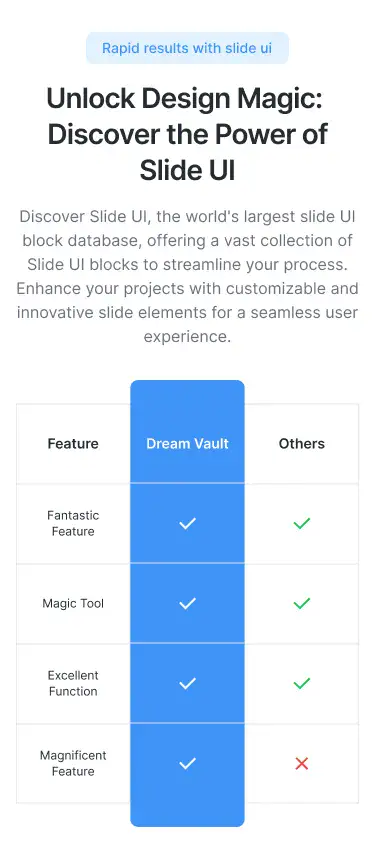 Rapid results with slide ui
Unlock Design Magic:
Discover the Power of
Slide UI
Discover Slide UI, the world's largest slide UI
block database, offering a vast collection of
Slide UI blocks to streamline your process.
Enhance your projects with customizable and
innovative slide elements for a seamless user
experience.
Feature Dream Vault Others
Fantastic
Feature
Magic Tool
Excellent
Function
Magnificent
Feature